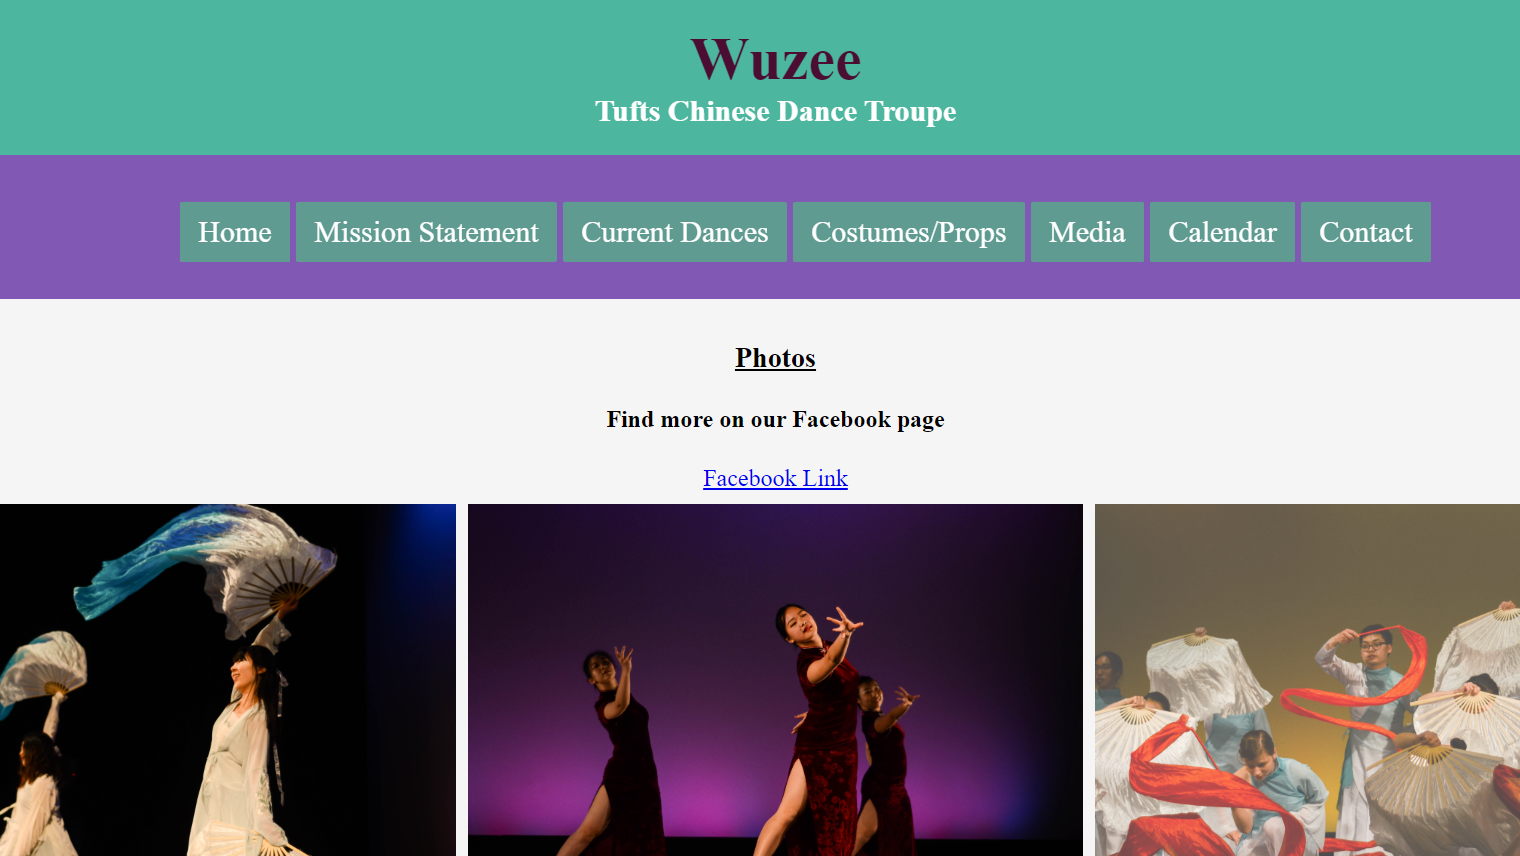 Wuzee
Tufts Chinese Dance Troupe
Home Mission Statement Current Dances Costumes/Props Media Calendar Contact
Photos
Find more on our Facebook page
Facebook Link